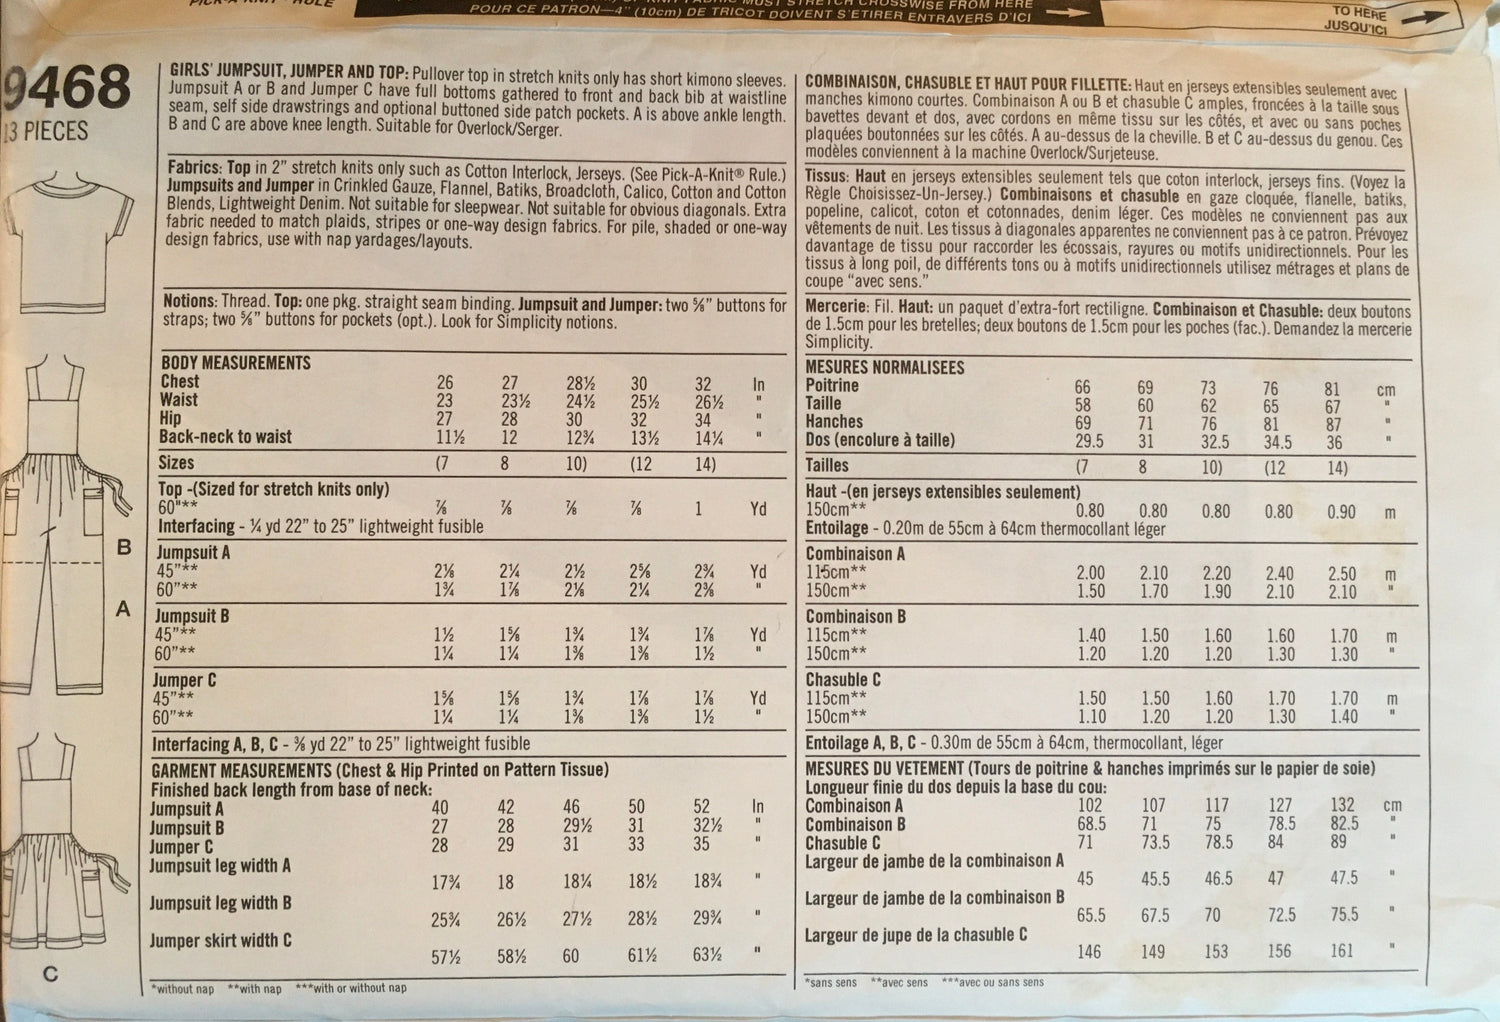 PICK-A-KNIT RULE
KNIT FABRIC MUST STRETCH CROSSWISE FROM HERE
POUR CE PATRON—4" (10cm) DE TRICOT DOIVENT S'ETIRER ENTRAVERS D'ICI
TO HERE
JUSQU'ICI
9468
13 PIECES
B
A
C
GIRLS' JUMPSUIT, JUMPER AND TOP: Pullover top in stretch knits only has short kimono sleeves.
Jumpsuit A or B and Jumper C have full bottoms gathered to front and back bib at waistline
seam, self side drawstrings and optional buttoned side patch pockets. A is above ankle length.
B and C are above knee length. Suitable for Overlock/Serger.
Fabrics: Top in 2" stretch knits only such as Cotton Interlock, Jerseys. (See Pick-A-Knit® Rule.)
Jumpsuits and Jumper in Crinkled Gauze, Flannel, Batiks, Broadcloth, Calico, Cotton and Cotton
Blends, Lightweight Denim. Not suitable for sleepwear. Not suitable for obvious diagonals. Extra
fabric needed to match plaids, stripes or one-way design fabrics. For pile, shaded or one-way
design fabrics, use with nap yardages/layouts.
Notions: Thread. Top: one pkg. straight seam binding. Jumpsuit and Jumper: two ⅝" buttons for
straps; two ⅝" buttons for pockets (opt.). Look for Simplicity notions.
BODY MEASUREMENTS
Chest 26 27 28½ 30 32 In
Waist 23 23½ 24½ 25½ 26½ "
Hip 27 28 30 32 34 "
Back-neck to waist 11½ 12 12¾ 13½ 14¼ "
Sizes (7 8 10) (12 14)
Top -(Sized for stretch knits only)
60"** ⅞ ⅞ ⅞ ⅞ 1 Yd
Interfacing - ¼ yd 22" to 25" lightweight fusible
Jumpsuit A
45"** 2⅛ 2¼ 2½ 2⅝ 2¾ Yd
60"** 1¾ 1⅞ 2⅛ 2¼ 2⅜ "
Jumpsuit B
45"** 1½ 1⅝ 1¾ 1¾ 1⅞ Yd
60"** 1¼ 1¼ 1⅜ 1⅜ 1½ "
Jumper C
45"** 1⅝ 1⅝ 1¾ 1⅞ 1⅞ Yd
60"** 1¼ 1¼ 1⅜ 1⅜ 1½ "
Interfacing A, B, C - ⅜ yd 22" to 25" lightweight fusible
GARMENT MEASUREMENTS (Chest & Hip Printed on Pattern Tissue)
Finished back length from base of neck:
Jumpsuit A 40 42 46 50 52 In
Jumpsuit B 27 28 29½ 31 32½ "
Jumper C 28 29 31 33 35 "
Jumpsuit leg width A
17¾ 18 18¼ 18½ 18¾ "
Jumpsuit leg width B
25¾ 26½ 27½ 28½ 29¾ "
Jumper skirt width C
57½ 58½ 60 61½ 63½ "
*without nap **with nap ***with or without nap
COMBINAISON, CHASUBLE ET HAUT POUR FILLETTE: Haut en jerseys extensibles seulement avec
manches kimono courtes. Combinaison A ou B et chasuble C amples, froncées à la taille sous
bavettes devant et dos, avec cordons en même tissu sur les côtés, et avec ou sans poches
plaquées boutonnées sur les côtés. A au-dessus de la cheville. B et C au-dessus du genou. Ces
modèles conviennent à la machine Overlock/Surjeteuse.
Tissus: Haut en jerseys extensibles seulement tels que coton interlock, jerseys fins. (Voyez la
Règle Choisissez-Un-Jersey.) Combinaisons et chasuble en gaze cloquée, flanelle, batiks,
popeline, calicot, coton et cotonnades, denim léger. Ces modèles ne conviennent pas aux
vêtements de nuit. Les tissus à diagonales apparentes ne conviennent pas à ce patron. Prévoyez
davantage de tissu pour raccorder les écossais, rayures ou motifs unidirectionnels. Pour les
tissus à long poil, de différents tons ou à motifs unidirectionnels utilisez métrages et plans de
coupe "avec sens."
Mercerie: Fil. Haut: un paquet d'extra-fort rectiligne. Combinaison et Chasuble: deux boutons
de 1.5cm pour les bretelles; deux boutons de 1.5cm pour les poches (fac.). Demandez la mercerie
Simplicity.
MESURES NORMALISEES
Poitrine 66 69 73 76 81 cm
Taille 58 60 62 65 67 "
Hanches 69 71 76 81 87 "
Dos (encolure à taille) 29.5 31 32.5 34.5 36 "
Tailles (7 8 10) (12 14)
Haut -(en jerseys extensibles seulement)
150cm** 0.80 0.80 0.80 0.80 0.90 m
Entoilage - 0.20m de 55cm à 64cm thermocollant léger
Combinaison A
115cm** 2.00 2.10 2.20 2.40 2.50 m
150cm** 1.50 1.70 1.90 2.10 2.10 "
Combinaison B
115cm** 1.40 1.50 1.60 1.60 1.70 m
150cm** 1.20 1.20 1.20 1.30 1.30 "
Chasuble C
115cm** 1.50 1.50 1.60 1.70 1.70 m
150cm** 1.10 1.20 1.20 1.30 1.40 "
Entoilage A, B, C - 0.30m de 55cm à 64cm, thermocollant, léger
MESURES DU VETEMENT (Tours de poitrine & hanches imprimés sur le papier de soie)
Longueur finie du dos depuis la base du cou:
Combinaison A 102 107 117 127 132 cm
Combinaison B 68.5 71 75 78.5 82.5 "
Chasuble C 71 73.5 78.5 84 89 "
Largeur de jambe de la combinaison A
45 45.5 46.5 47 47.5 "
Largeur de jambe de la combinaison B
65.5 67.5 70 72.5 75.5 "
Largeur de jupe de la chasuble C
146 149 153 156 161 "
*sans sens **avec sens ***avec ou sans sens